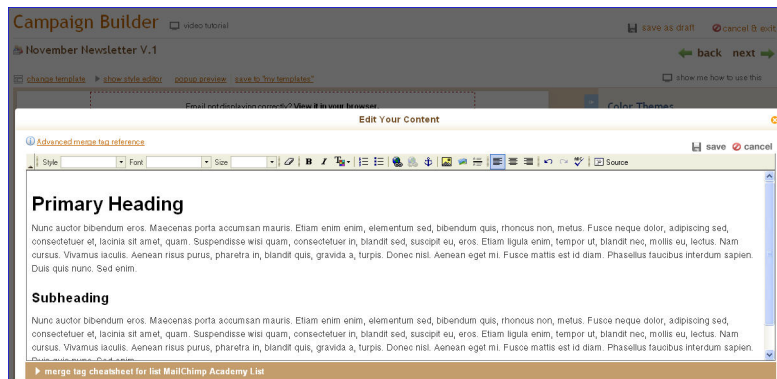 Campaign Builder video tutorial
save as draft cancel & exit
November Newsletter V.1
back next
change template show style editor popup preview save to "my templates"
show me how to use this
Email not displaying correctly? View it in your browser.
Color Themes
Edit Your Content
Advanced merge tag reference
save cancel
Style Font Size B I Source
Primary Heading
Nunc auctor bibendum eros. Maecenas porta accumsan mauris. Etiam enim enim, elementum sed, bibendum quis, rhoncus non, metus. Fusce neque dolor, adipiscing sed,
consectetuer et, lacinia sit amet, quam. Suspendisse wisi quam, consectetuer in, blandit sed, suscipit eu, eros. Etiam ligula enim, tempor ut, blandit nec, mollis eu, lectus. Nam
cursus. Vivamus iaculis. Aenean risus purus, pharetra in, blandit quis, gravida a, turpis. Donec nisl. Aenean eget mi. Fusce mattis est id diam. Phasellus faucibus interdum sapien.
Duis quis nunc. Sed enim.
Subheading
Nunc auctor bibendum eros. Maecenas porta accumsan mauris. Etiam enim enim, elementum sed, bibendum quis, rhoncus non, metus. Fusce neque dolor, adipiscing sed,
consectetuer et, lacinia sit amet, quam. Suspendisse wisi quam, consectetuer in, blandit sed, suscipit eu, eros. Etiam ligula enim, tempor ut, blandit nec, mollis eu, lectus. Nam
cursus. Vivamus iaculis. Aenean risus purus, pharetra in, blandit quis, gravida a, turpis. Donec nisl. Aenean eget mi. Fusce mattis est id diam. Phasellus faucibus interdum sapien.
Duis quis nunc. Sed enim.
merge tag cheatsheet for list MailChimp Academy List